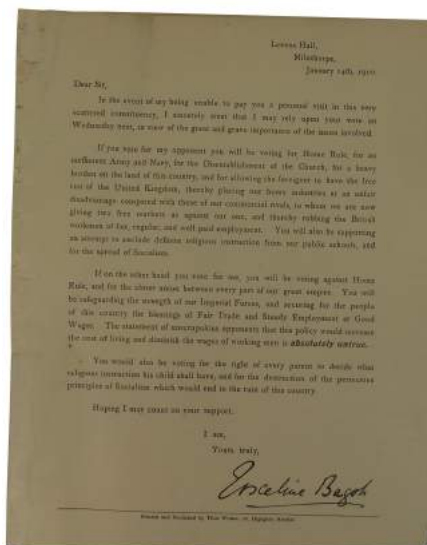 Levens Hall,
Milnthorpe,
January 14th, 1910.
Dear Sir,
In the event of my being unable to pay you a personal visit in this very
scattered constituency, I sincerely trust that I may rely upon your vote on
Wednesday next, in view of the great and grave importance of the issues involved.
If you vote for my opponent you will be voting for Home Rule, for an
inefficient Army and Navy, for the Disestablishment of the Church, for a heavy
burden on the land of this country, and for allowing the foreigner to have the free
run of the United Kingdom, thereby placing our home industries at an unfair
disadvantage compared with those of our commercial rivals, to whom we are now
giving two free markets as against our one, and thereby robbing the British
workman of fair, regular, and well paid employment. You will also be supporting
an attempt to exclude definite religious instruction from our public schools, and
for the spread of Socialism.
If on the other hand you vote for me, you will be voting against Home
Rule, and for the closer union between every part of our great empire. You will
be safeguarding the strength of our Imperial Forces, and securing for the people
of this country the blessings of Fair Trade and Steady Employment at Good
Wages. The statement of unscrupulous opponents that this policy would increase
the cost of living and diminish the wages of working men is absolutely untrue.
You would also be voting for the right of every parent to decide what
religious instruction his child shall have, and for the destruction of the pernicious
principles of Socialism which would end in the ruin of this country.
Hoping I may count on your support,
I am,
Yours truly,
Josceline Bagot
Printed and Published by Titus Wilson, 28, Highgate, Kendal